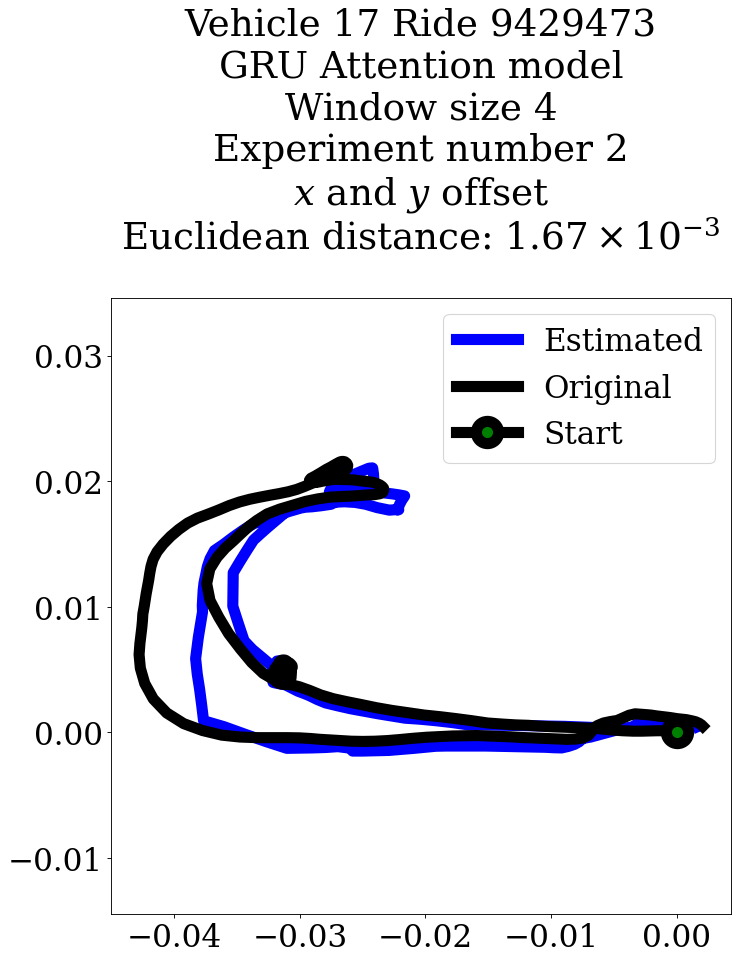 Vehicle 17 Ride 9429473
GRU Attention model
Window size 4
Experiment number 2
x and y offset
Euclidean distance: 1.67 × 10⁻³
Estimated
Original
Start
0.03
0.02
0.01
0.00
−0.01
−0.04
−0.03
−0.02
−0.01
0.00